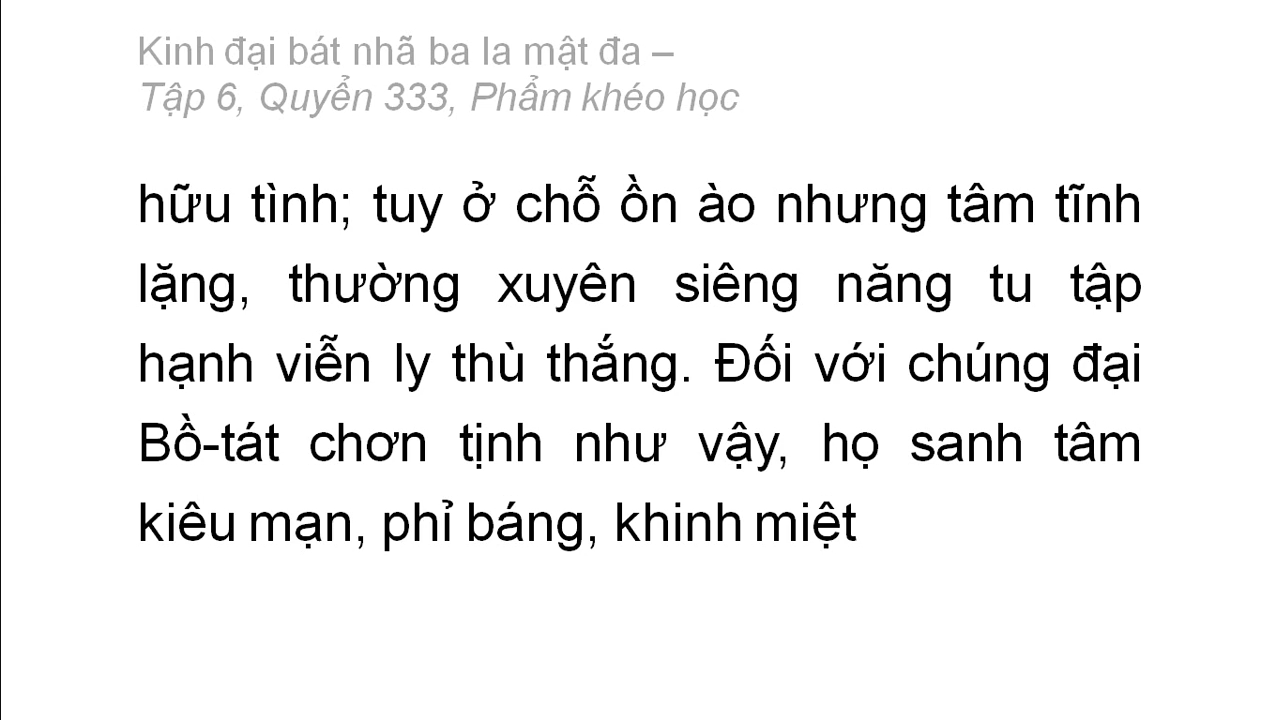 Kinh đại bát nhã ba la mật đa –
Tập 6, Quyển 333, Phẩm khéo học
hữu tình; tuy ở chỗ ồn ào nhưng tâm tĩnh
lặng, thường xuyên siêng năng tu tập
hạnh viễn ly thù thắng. Đối với chúng đại
Bồ-tát chơn tịnh như vậy, họ sanh tâm
kiêu mạn, phỉ báng, khinh miệt